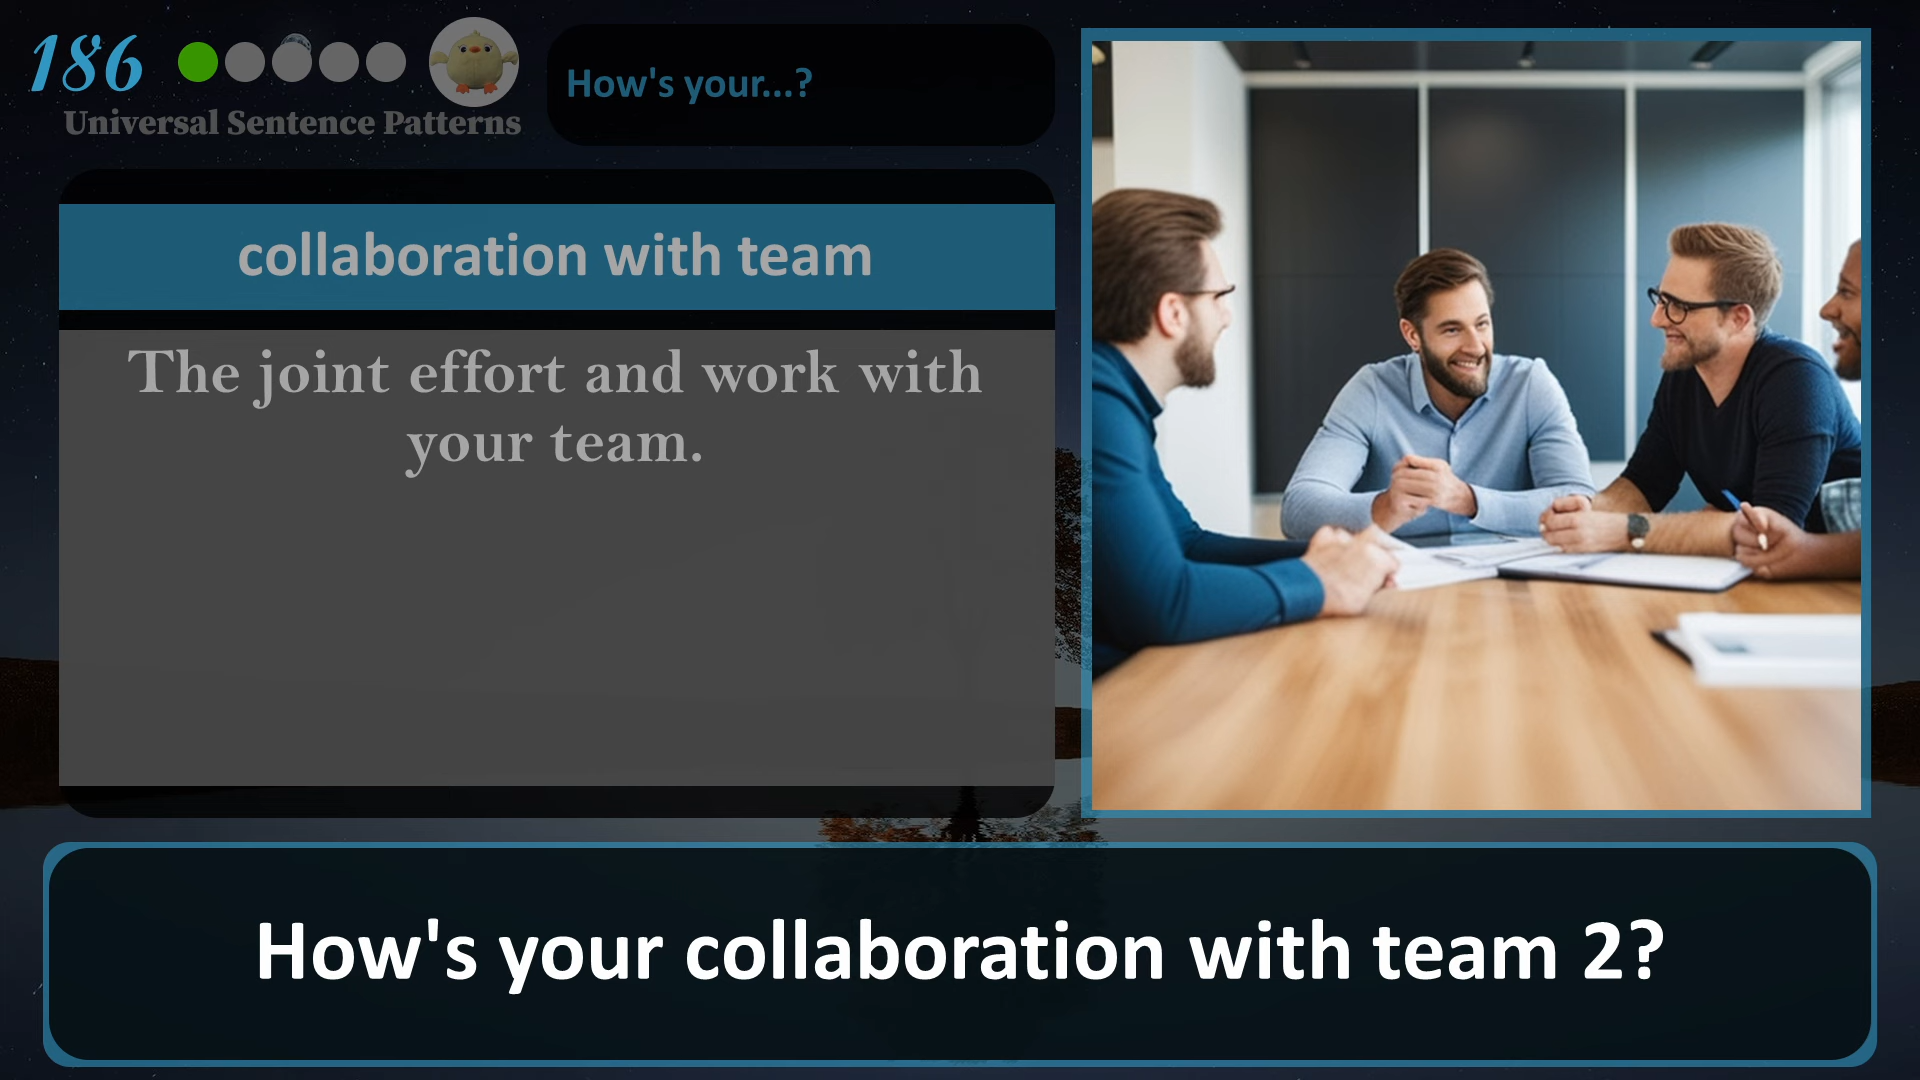 186
Universal Sentence Patterns
How's your...?
collaboration with team
The joint effort and work with
your team.
How's your collaboration with team 2?